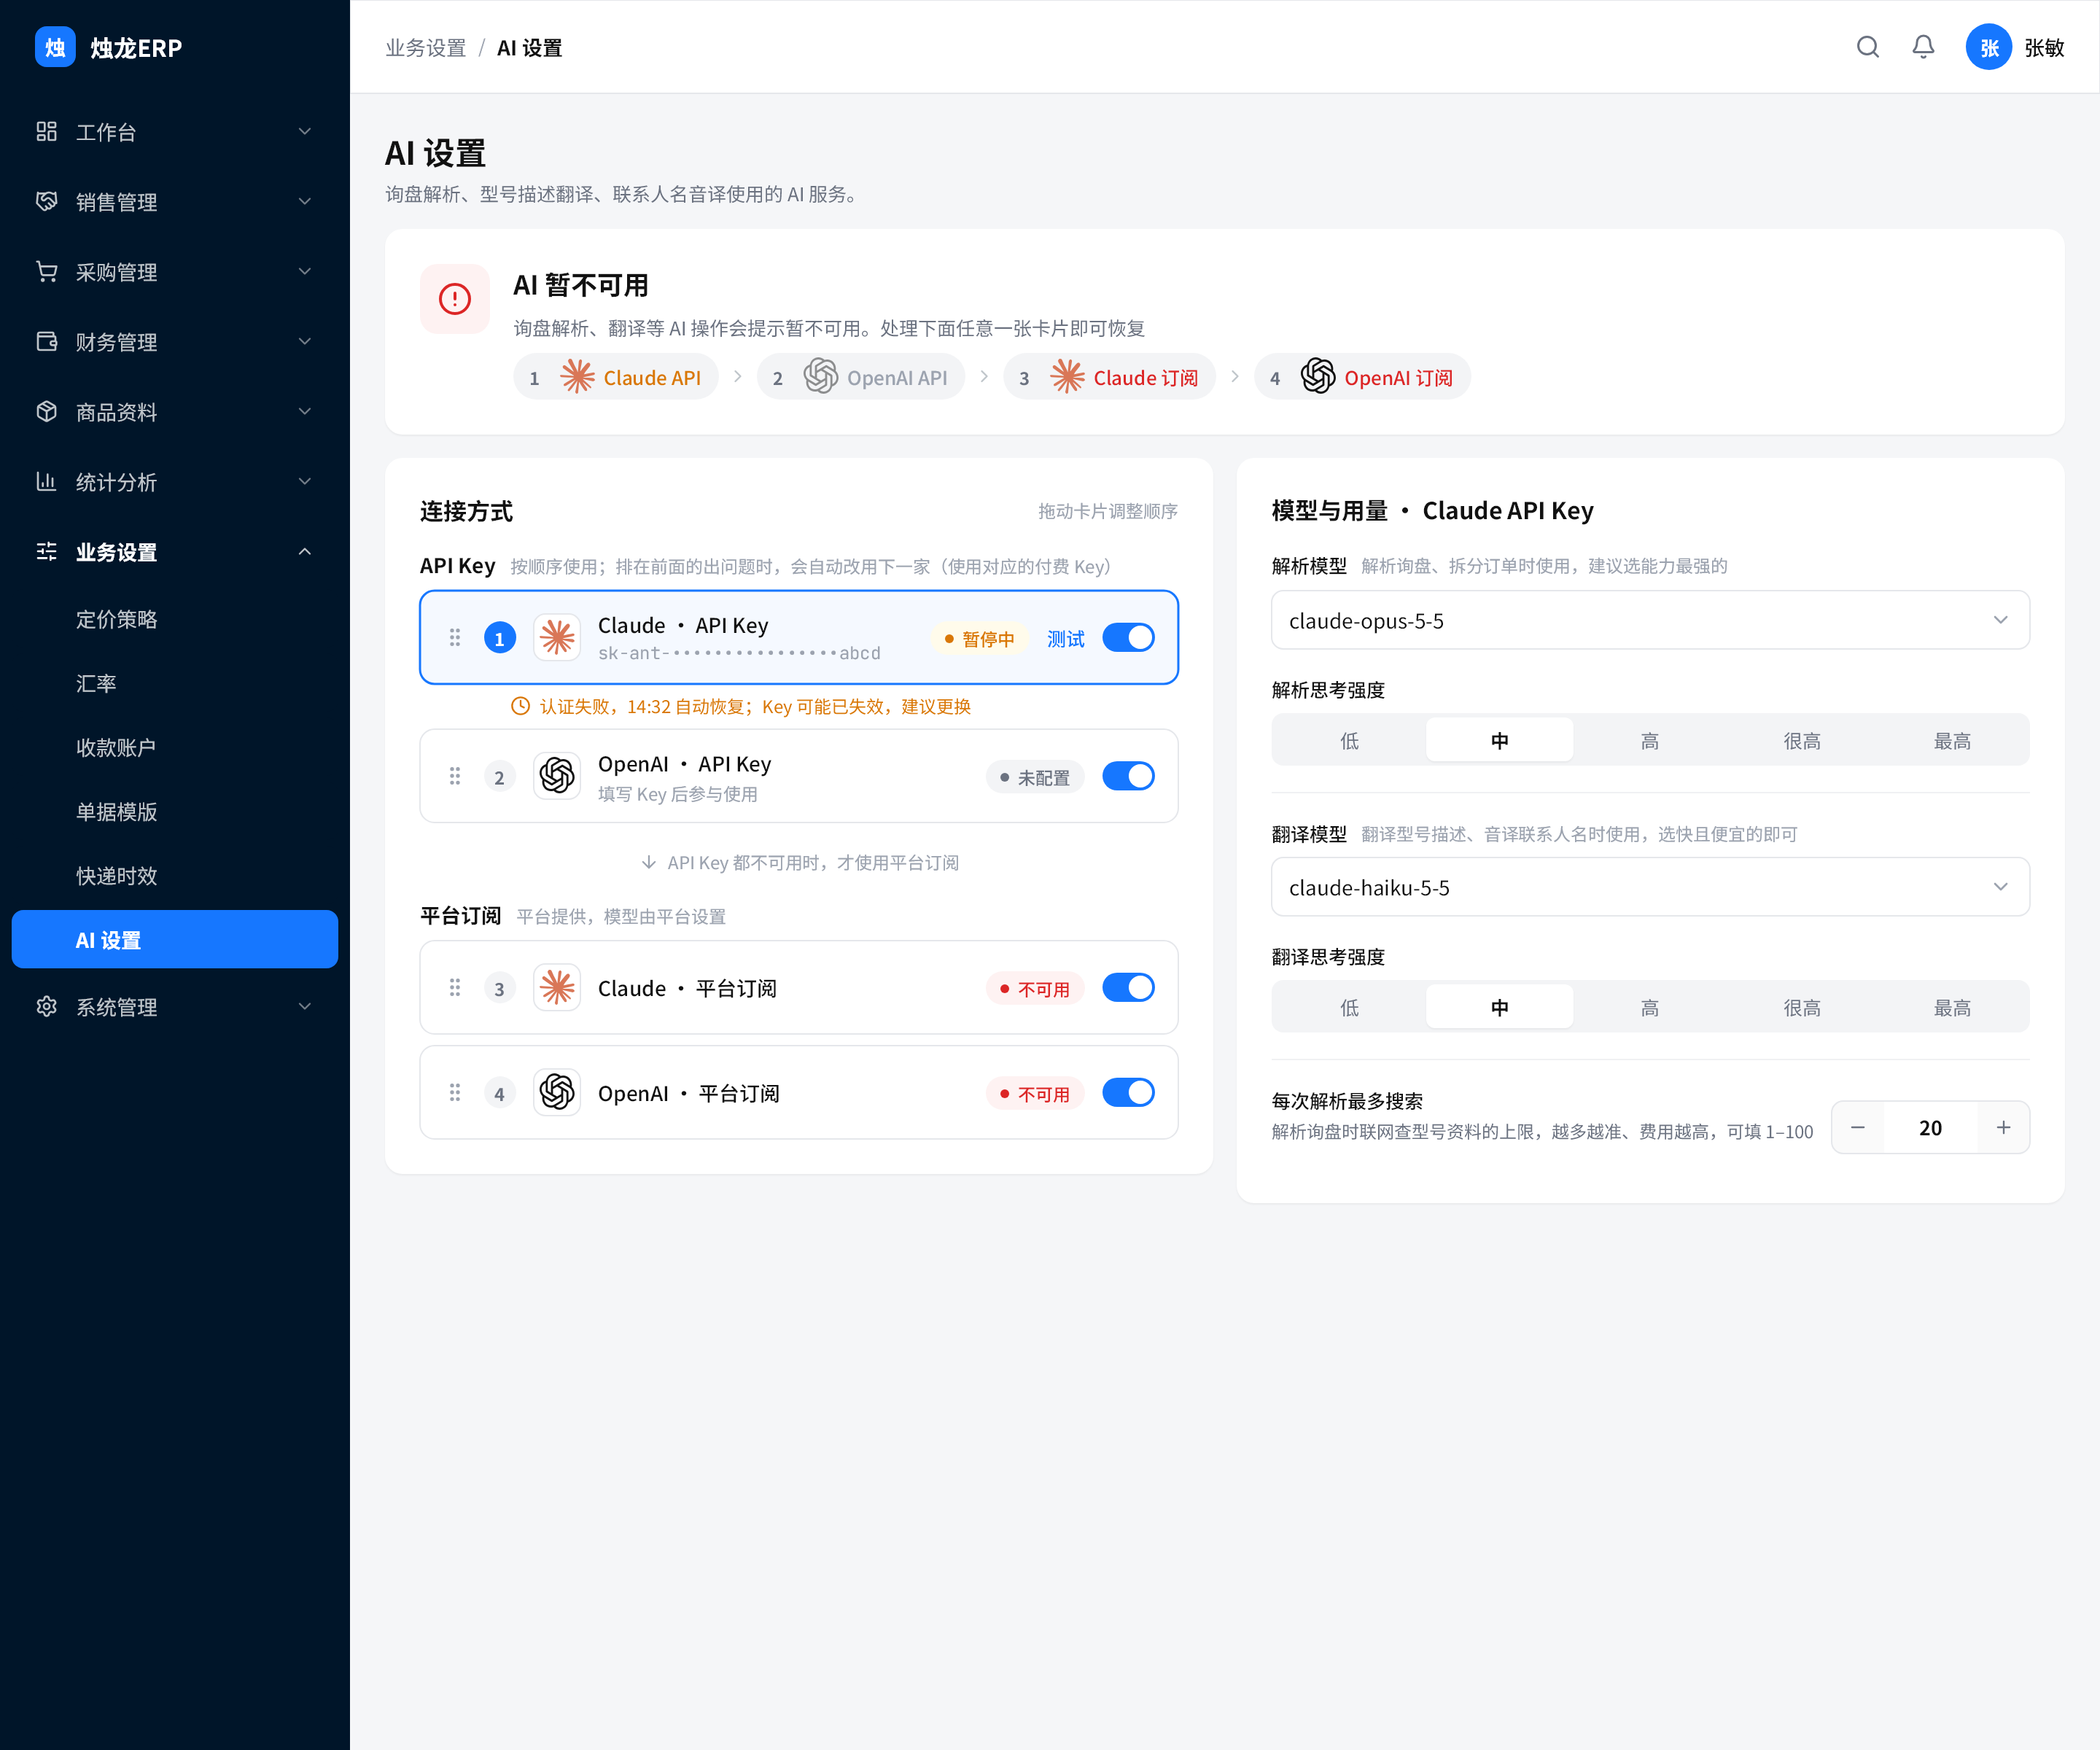 烛 烛龙ERP
工作台
销售管理
采购管理
财务管理
商品资料
统计分析
业务设置
定价策略
汇率
收款账户
单据模版
快递时效
AI 设置
系统管理
业务设置 / AI 设置
张 张敏
AI 设置
询盘解析、型号描述翻译、联系人名音译使用的 AI 服务。
AI 暂不可用
询盘解析、翻译等 AI 操作会提示暂不可用。处理下面任意一张卡片即可恢复
1 Claude API
2 OpenAI API
3 Claude 订阅
4 OpenAI 订阅
连接方式
拖动卡片调整顺序
API Key 按顺序使用；排在前面的出问题时，会自动改用下一家（使用对应的付费 Key）
1 Claude · API Key
sk-ant-••••••••••••••••abcd
暂停中 测试
认证失败，14:32 自动恢复；Key 可能已失效，建议更换
2 OpenAI · API Key
填写 Key 后参与使用
未配置
↓ API Key 都不可用时，才使用平台订阅
平台订阅 平台提供，模型由平台设置
3 Claude · 平台订阅 不可用
4 OpenAI · 平台订阅 不可用
模型与用量 · Claude API Key
解析模型 解析询盘、拆分订单时使用，建议选能力最强的
claude-opus-5-5
解析思考强度
低 中 高 很高 最高
翻译模型 翻译型号描述、音译联系人名时使用，选快且便宜的即可
claude-haiku-5-5
翻译思考强度
低 中 高 很高 最高
每次解析最多搜索
解析询盘时联网查型号资料的上限，越多越准、费用越高，可填 1–100
− 20 +